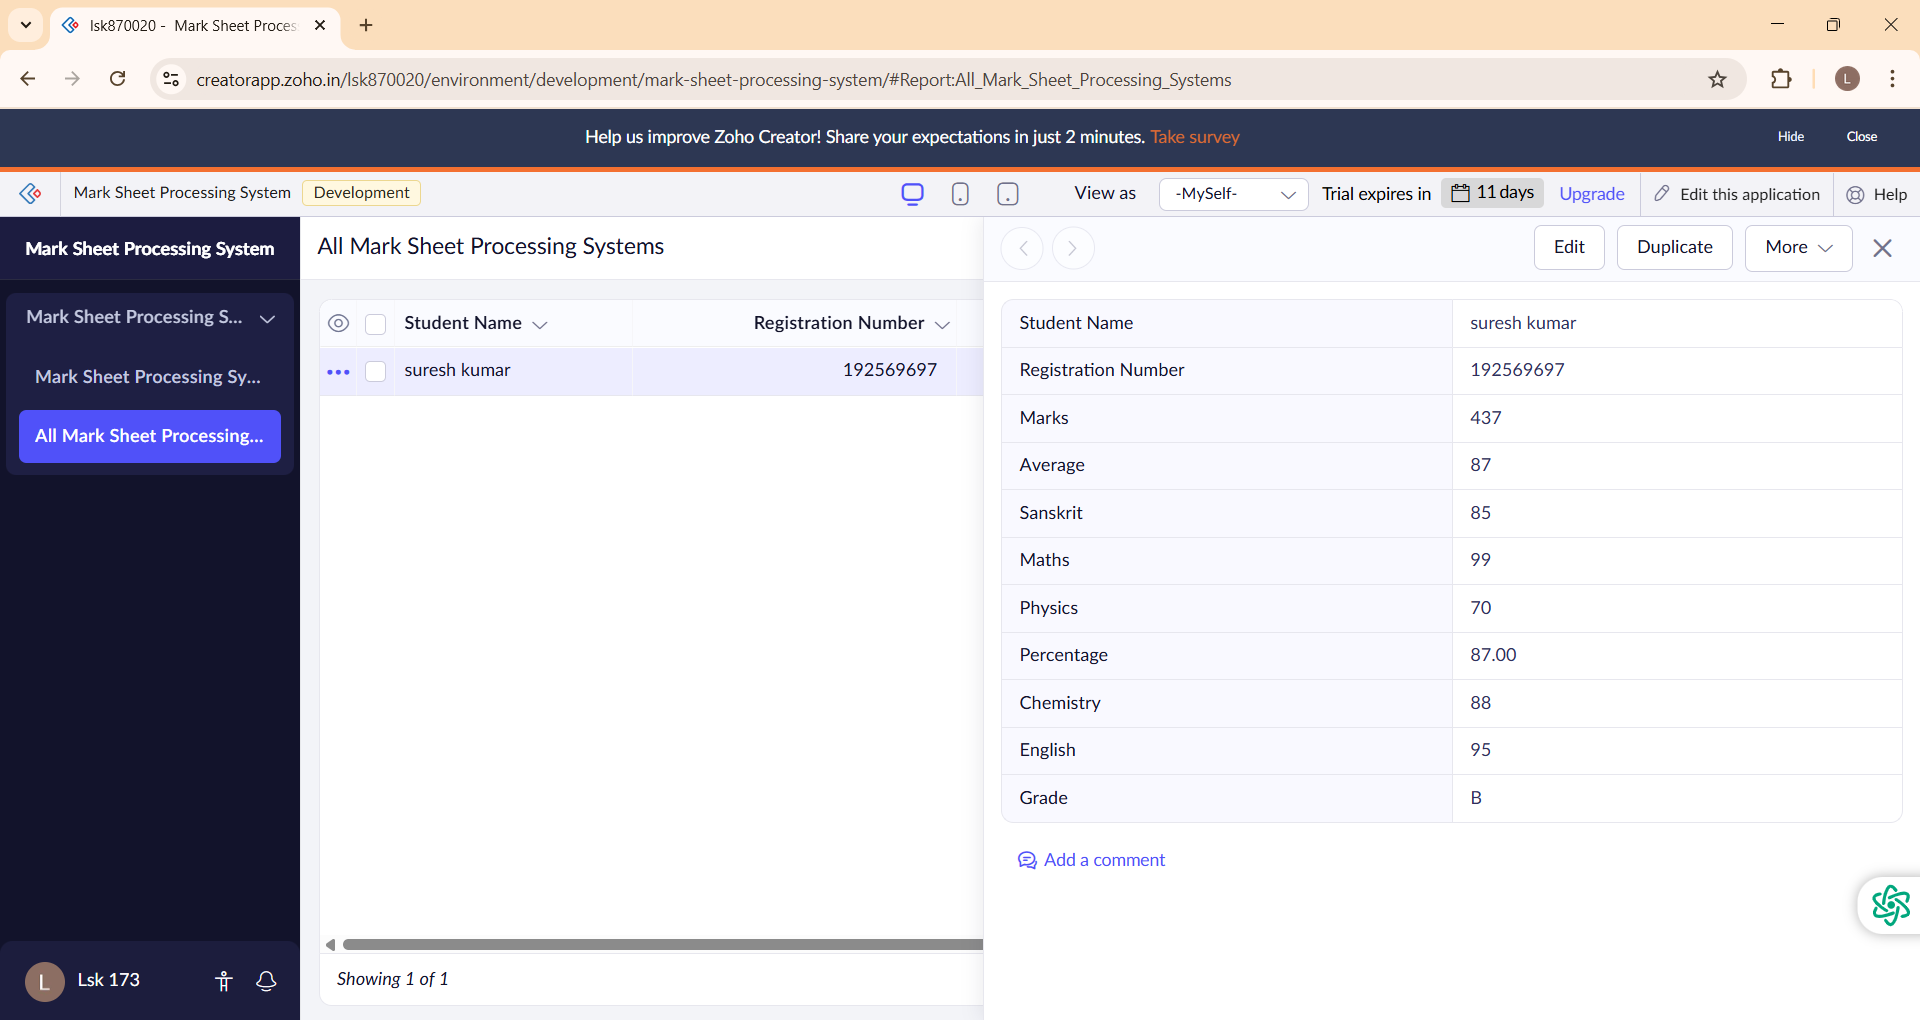 lsk870020 - Mark Sheet Proces
creatorapp.zoho.in/lsk870020/environment/development/mark-sheet-processing-system/#Report:All_Mark_Sheet_Processing_Systems
L
Help us improve Zoho Creator! Share your expectations in just 2 minutes. Take survey
Hide
Close
Mark Sheet Processing System
Development
View as
-MySelf-
Trial expires in
11 days
Upgrade
Edit this application
Help
Mark Sheet Processing System
Mark Sheet Processing S...
Mark Sheet Processing Sy...
All Mark Sheet Processing...
L
Lsk 173
All Mark Sheet Processing Systems
Student Name
Registration Number
suresh kumar
192569697
Showing 1 of 1
Edit
Duplicate
More
Student Name suresh kumar
Registration Number 192569697
Marks 437
Average 87
Sanskrit 85
Maths 99
Physics 70
Percentage 87.00
Chemistry 88
English 95
Grade B
Add a comment